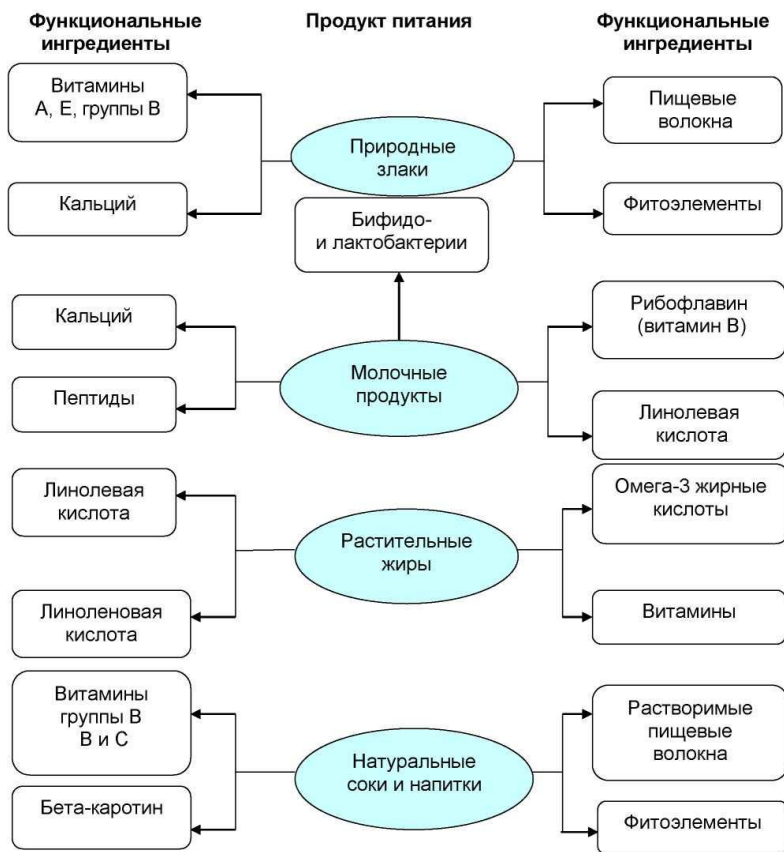 Функциональные
ингредиенты
Продукт питания
Функциональные
ингредиенты
Витамины
А, Е, группы В
Кальций
Природные
злаки
Пищевые
волокна
Фитоэлементы
Бифидо-
и лактобактерии
Кальций
Пептиды
Молочные
продукты
Рибофлавин
(витамин В)
Линолевая
кислота
Линолевая
кислота
Линоленовая
кислота
Растительные
жиры
Омега-3 жирные
кислоты
Витамины
Витамины
группы В
В и С
Бета-каротин
Натуральные
соки и напитки
Растворимые
пищевые
волокна
Фитоэлементы